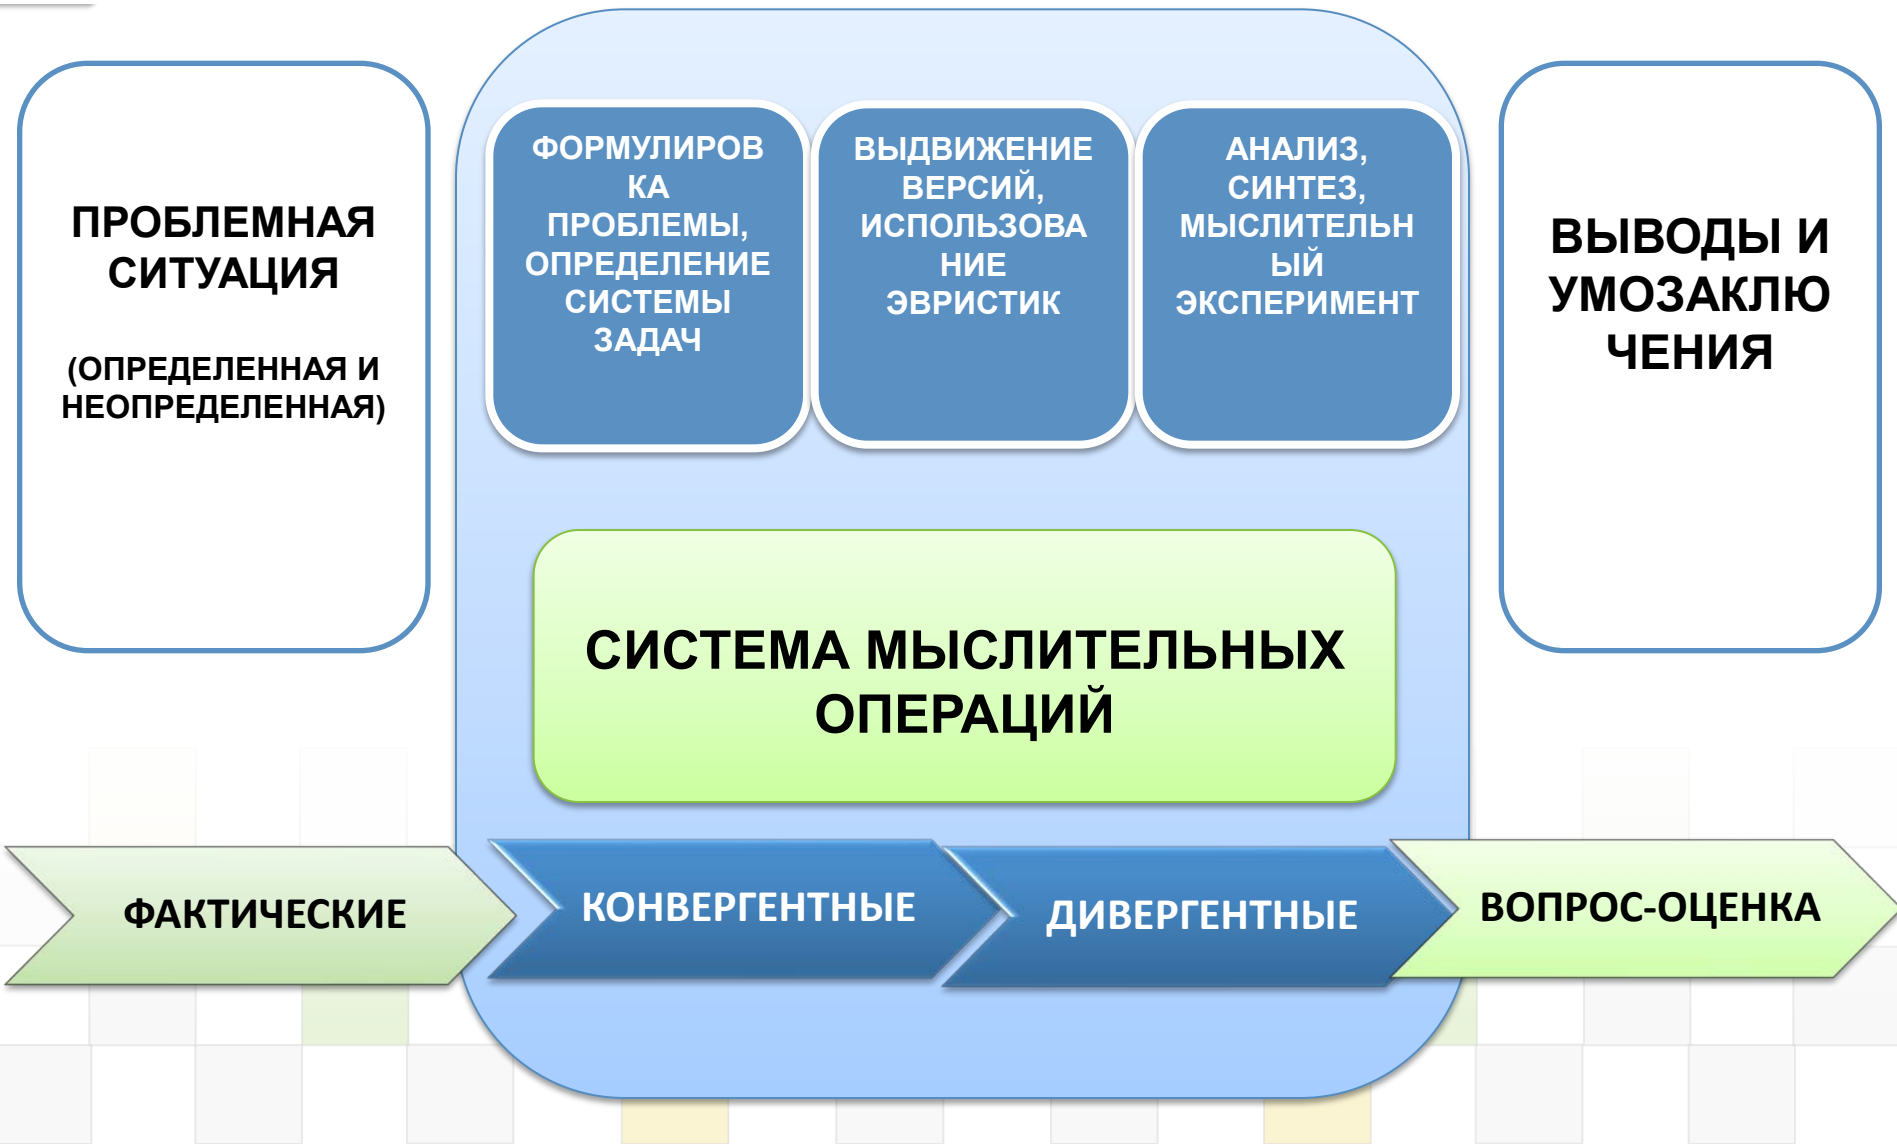 ПРОБЛЕМНАЯ
СИТУАЦИЯ
(ОПРЕДЕЛЕННАЯ И
НЕОПРЕДЕЛЕННАЯ)
ФОРМУЛИРОВ
КА
ПРОБЛЕМЫ,
ОПРЕДЕЛЕНИЕ
СИСТЕМЫ
ЗАДАЧ
ВЫДВИЖЕНИЕ
ВЕРСИЙ,
ИСПОЛЬЗОВА
НИЕ
ЭВРИСТИК
АНАЛИЗ,
СИНТЕЗ,
МЫСЛИТЕЛЬН
ЫЙ
ЭКСПЕРИМЕНТ
ВЫВОДЫ И
УМОЗАКЛЮ
ЧЕНИЯ
СИСТЕМА МЫСЛИТЕЛЬНЫХ
ОПЕРАЦИЙ
ФАКТИЧЕСКИЕ
КОНВЕРГЕНТНЫЕ
ДИВЕРГЕНТНЫЕ
ВОПРОС-ОЦЕНКА